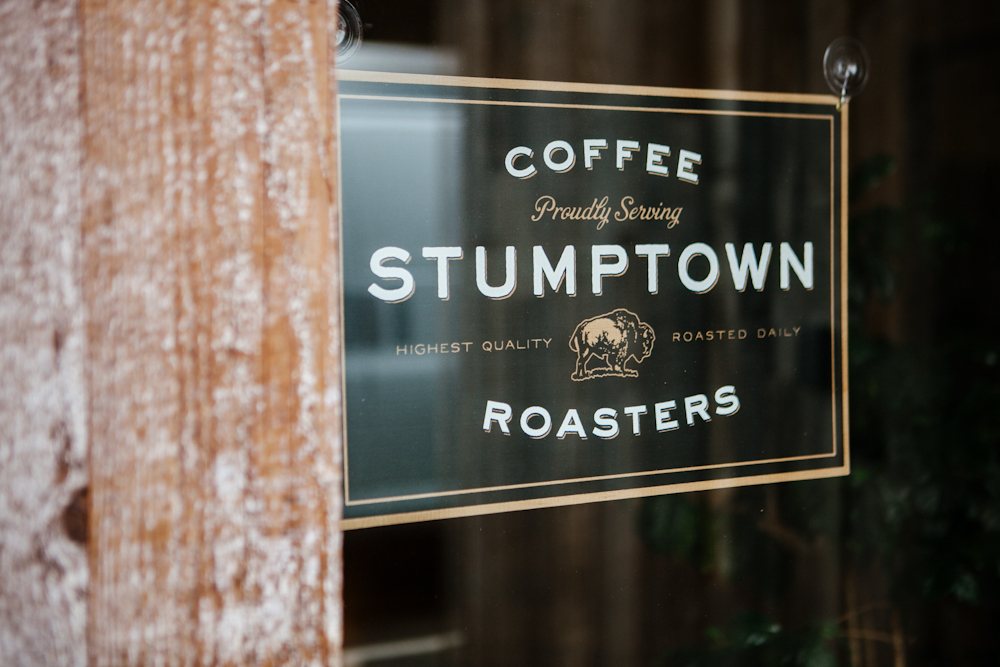 COFFEE
Proudly Serving
STUMPTOWN
HIGHEST QUALITY ROASTED DAILY
ROASTERS